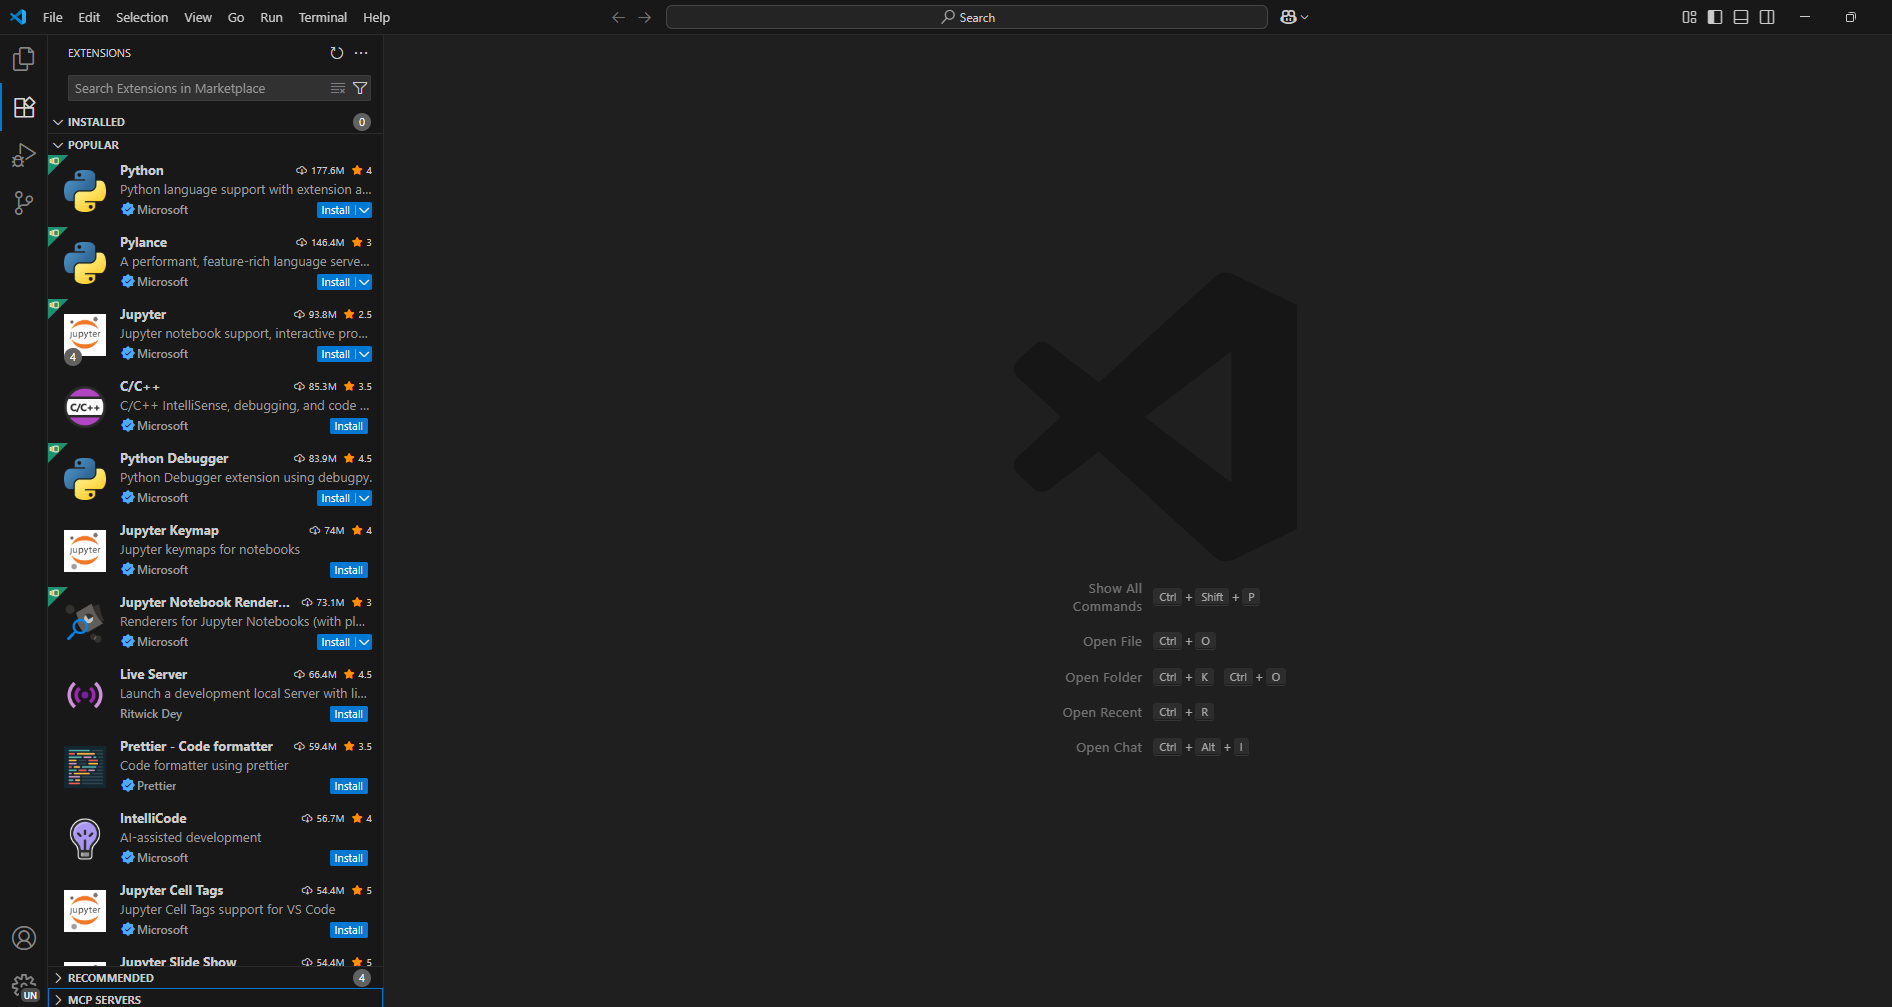 File Edit Selection View Go Run Terminal Help
Search
EXTENSIONS
Search Extensions in Marketplace
INSTALLED 0
POPULAR
Python 177.6M 4
Python language support with extension a...
Microsoft Install
Pylance 146.4M 3
A performant, feature-rich language serve...
Microsoft Install
Jupyter 93.8M 2.5
Jupyter notebook support, interactive pro...
jupyter
4
Microsoft Install
C/C++ 85.3M 3.5
C/C++ IntelliSense, debugging, and code ...
C/C++
Microsoft Install
Python Debugger 83.9M 4.5
Python Debugger extension using debugpy.
Microsoft Install
Jupyter Keymap 74M 4
Jupyter keymaps for notebooks
jupyter
Microsoft Install
Jupyter Notebook Render... 73.1M 3
Renderers for Jupyter Notebooks (with pl...
Microsoft Install
Live Server 66.4M 4.5
Launch a development local Server with li...
Ritwick Dey Install
Prettier - Code formatter 59.4M 3.5
Code formatter using prettier
Prettier Install
IntelliCode 56.7M 4
AI-assisted development
Microsoft Install
Jupyter Cell Tags 54.4M 5
Jupyter Cell Tags support for VS Code
jupyter
Microsoft Install
Jupyter Slide Show 54.4M 5
RECOMMENDED 4
MCP SERVERS
UN
Show All
Commands Ctrl + Shift + P
Open File Ctrl + O
Open Folder Ctrl + K Ctrl + O
Open Recent Ctrl + R
Open Chat Ctrl + Alt + I